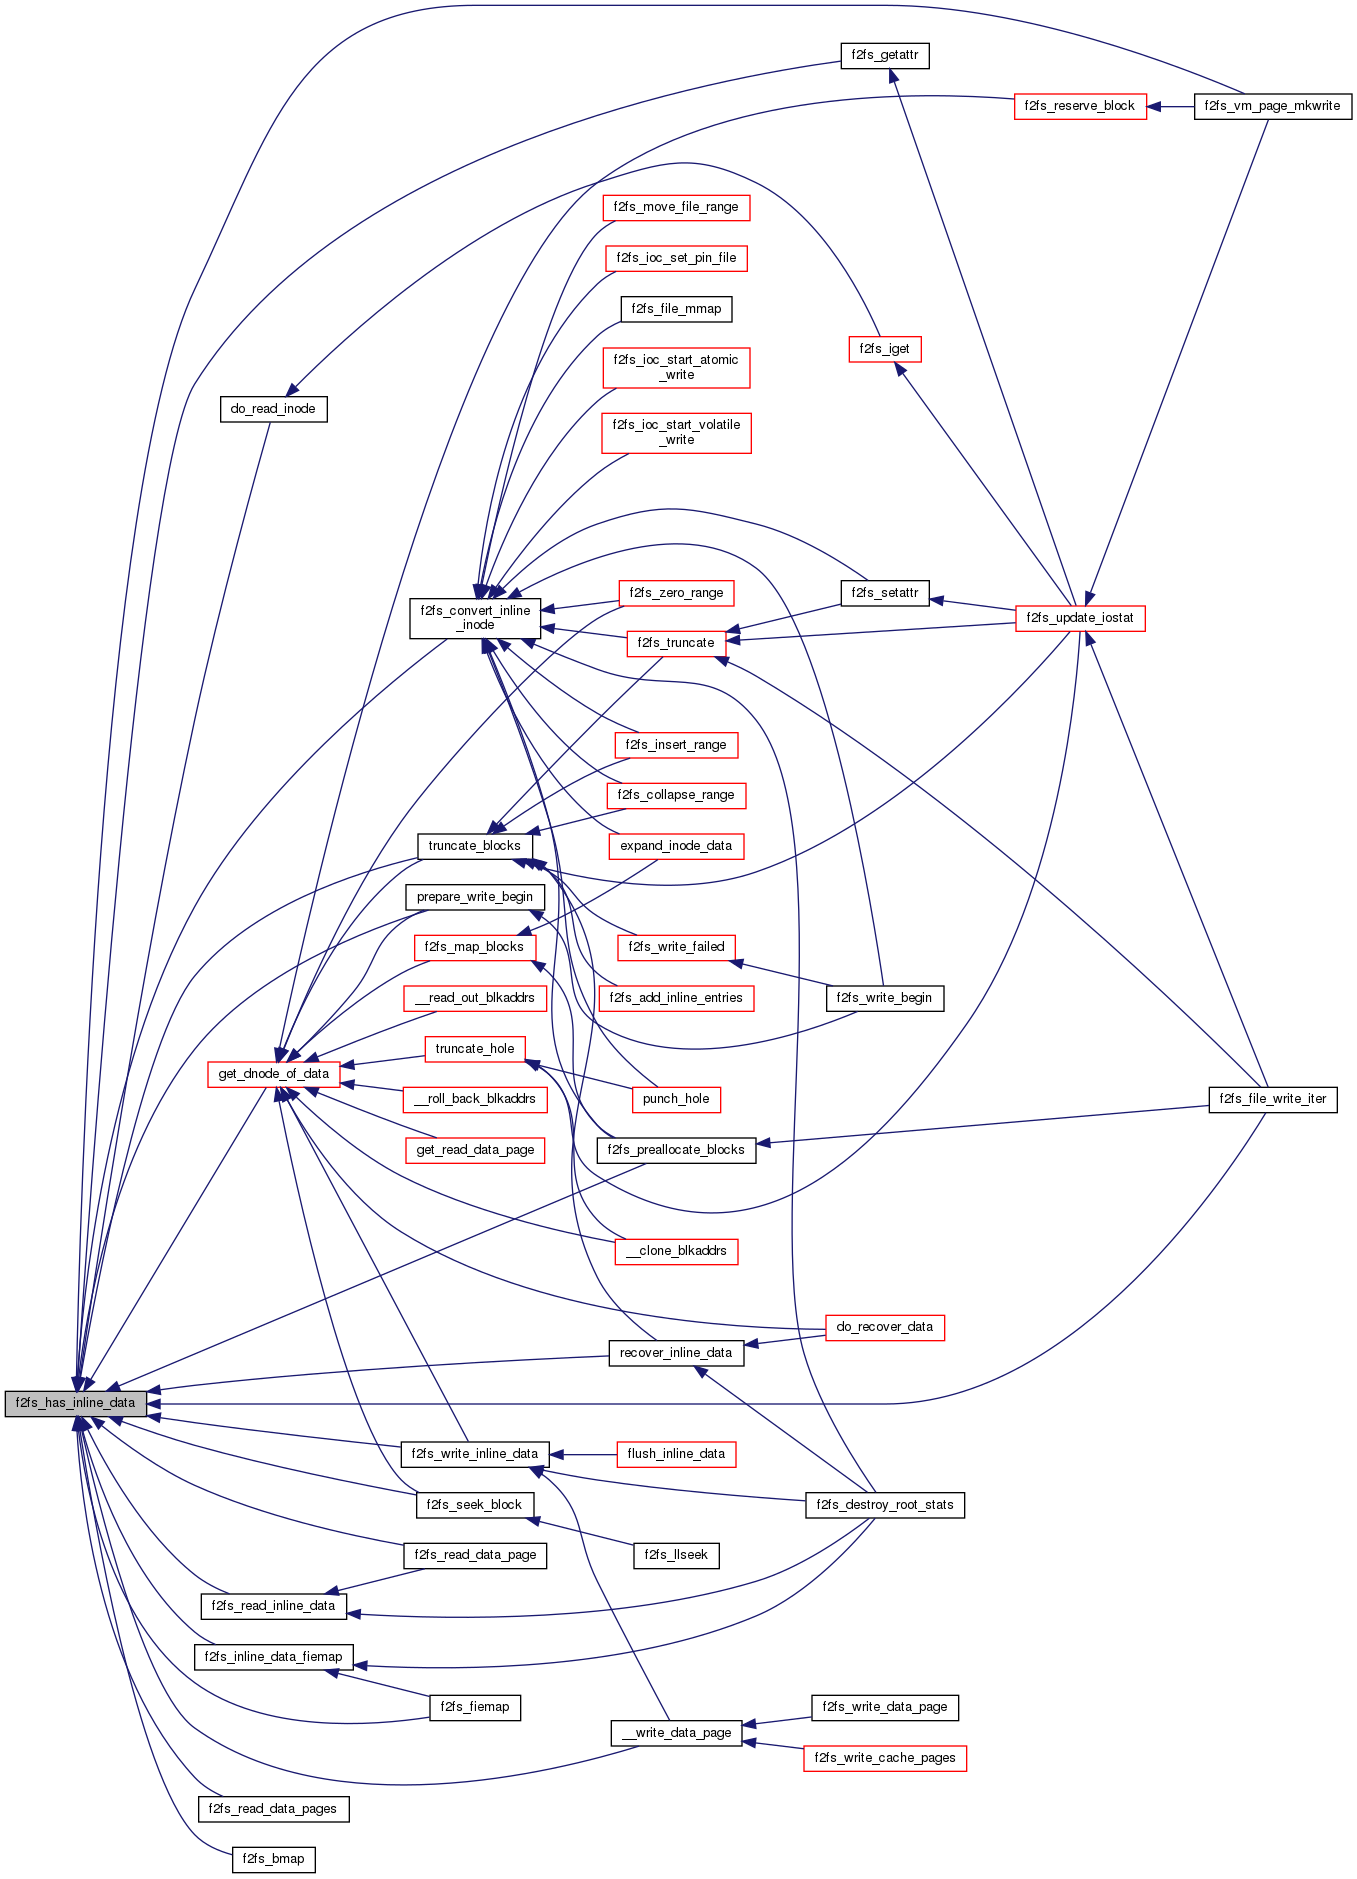 f2fs_getattr
f2fs_reserve_block
f2fs_vm_page_mkwrite
f2fs_move_file_range
f2fs_ioc_set_pin_file
f2fs_file_mmap
f2fs_iget
f2fs_ioc_start_atomic
_write
do_read_inode
f2fs_ioc_start_volatile
_write
f2fs_zero_range
f2fs_setattr
f2fs_convert_inline
_inode
f2fs_update_iostat
f2fs_truncate
f2fs_insert_range
f2fs_collapse_range
truncate_blocks
expand_inode_data
prepare_write_begin
f2fs_map_blocks
f2fs_write_failed
__read_out_blkaddrs
f2fs_add_inline_entries
f2fs_write_begin
truncate_hole
get_dnode_of_data
__roll_back_blkaddrs
punch_hole
f2fs_file_write_iter
get_read_data_page
f2fs_preallocate_blocks
__clone_blkaddrs
do_recover_data
recover_inline_data
f2fs_has_inline_data
f2fs_write_inline_data
flush_inline_data
f2fs_seek_block
f2fs_destroy_root_stats
f2fs_read_data_page
f2fs_llseek
f2fs_read_inline_data
f2fs_inline_data_fiemap
f2fs_fiemap
f2fs_write_data_page
__write_data_page
f2fs_write_cache_pages
f2fs_read_data_pages
f2fs_bmap